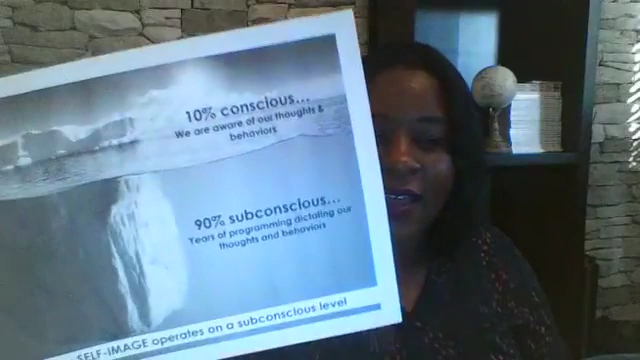 10% conscious...
We are aware of our thoughts &
behaviors
90% subconscious...
Years of programming dictating our
thoughts and behaviors
SELF-IMAGE operates on a subconscious level